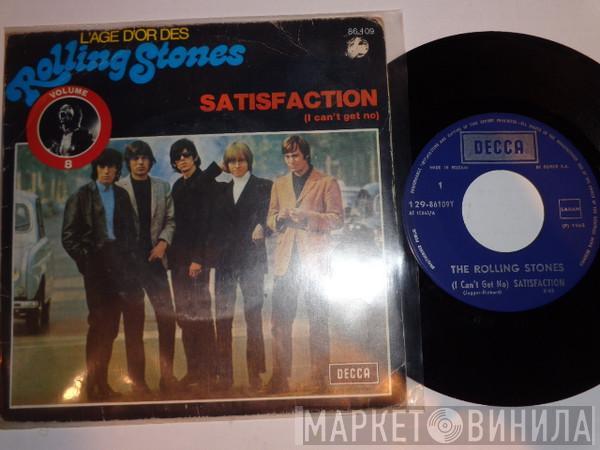 L'AGE D'OR DES
86.109
Rolling Stones
VOLUME
8
SATISFACTION
(I can't get no)
DECCA
DECCA
MADE IN BELGIUM
1
129-86109Y
SABAM
THE ROLLING STONES
(I Can't Get No) SATISFACTION
(Jagger-Richard)
МАРКЕТ ВИНИЛА